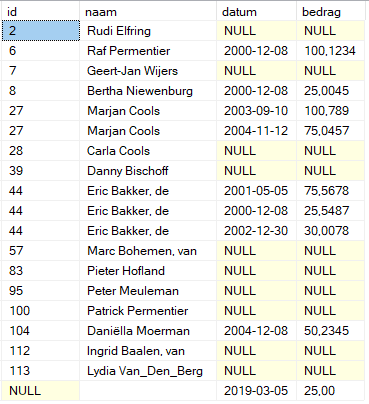 id naam datum bedrag
2 Rudi Elfring NULL NULL
6 Raf Permentier 2000-12-08 100,1234
7 Geert-Jan Wijers NULL NULL
8 Bertha Niewenburg 2000-12-08 25,0045
27 Marjan Cools 2003-09-10 100,789
27 Marjan Cools 2004-11-12 75,0457
28 Carla Cools NULL NULL
39 Danny Bischoff NULL NULL
44 Eric Bakker, de 2001-05-05 75,5678
44 Eric Bakker, de 2000-12-08 25,5487
44 Eric Bakker, de 2002-12-30 30,0078
57 Marc Bohemen, van NULL NULL
83 Pieter Hofland NULL NULL
95 Peter Meuleman NULL NULL
100 Patrick Permentier NULL NULL
104 Daniëlla Moerman 2004-12-08 50,2345
112 Ingrid Baalen, van NULL NULL
113 Lydia Van_Den_Berg NULL NULL
NULL 2019-03-05 25,00